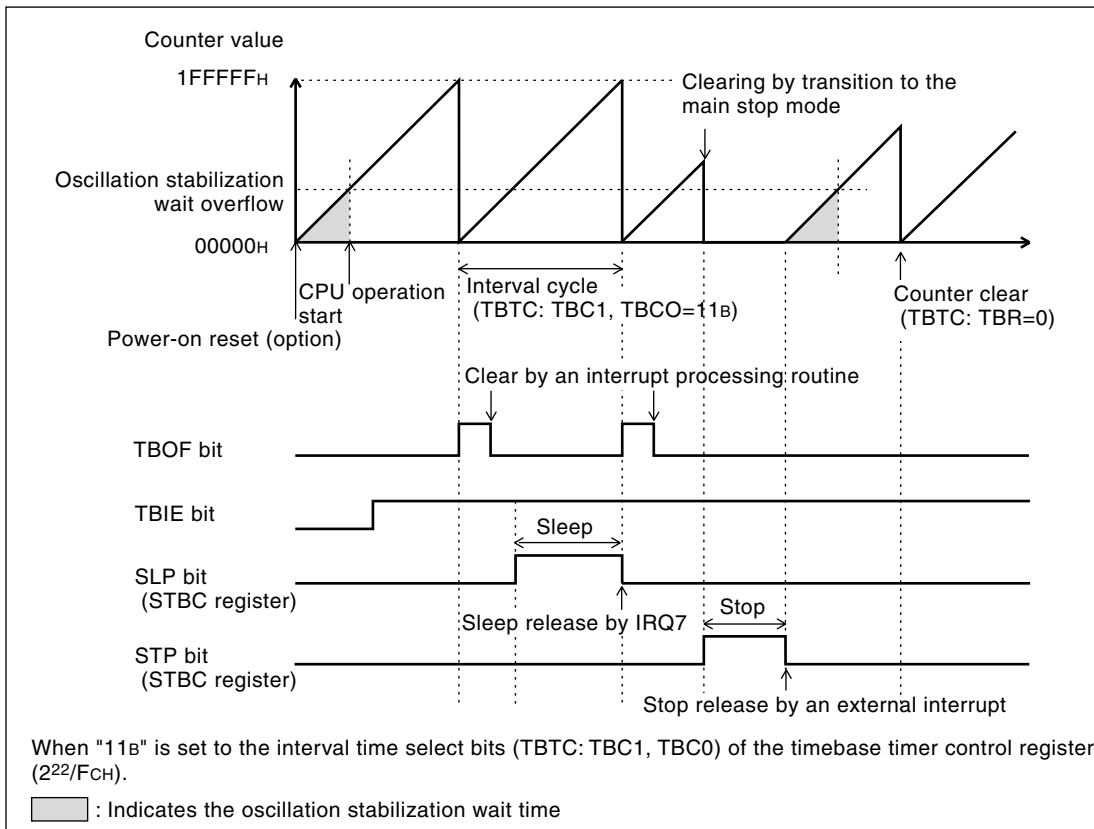 Counter value
1FFFFFH
Clearing by transition to the
main stop mode
Oscillation stabilization
wait overflow
00000H
CPU operation
start
Power-on reset (option)
Interval cycle
(TBTC: TBC1, TBCO=11B)
Counter clear
(TBTC: TBR=0)
Clear by an interrupt processing routine
TBOF bit
TBIE bit
Sleep
SLP bit
(STBC register)
Sleep release by IRQ7
Stop
STP bit
(STBC register)
Stop release by an external interrupt
When "11B" is set to the interval time select bits (TBTC: TBC1, TBC0) of the timebase timer control register
(2²²/FCH).
: Indicates the oscillation stabilization wait time